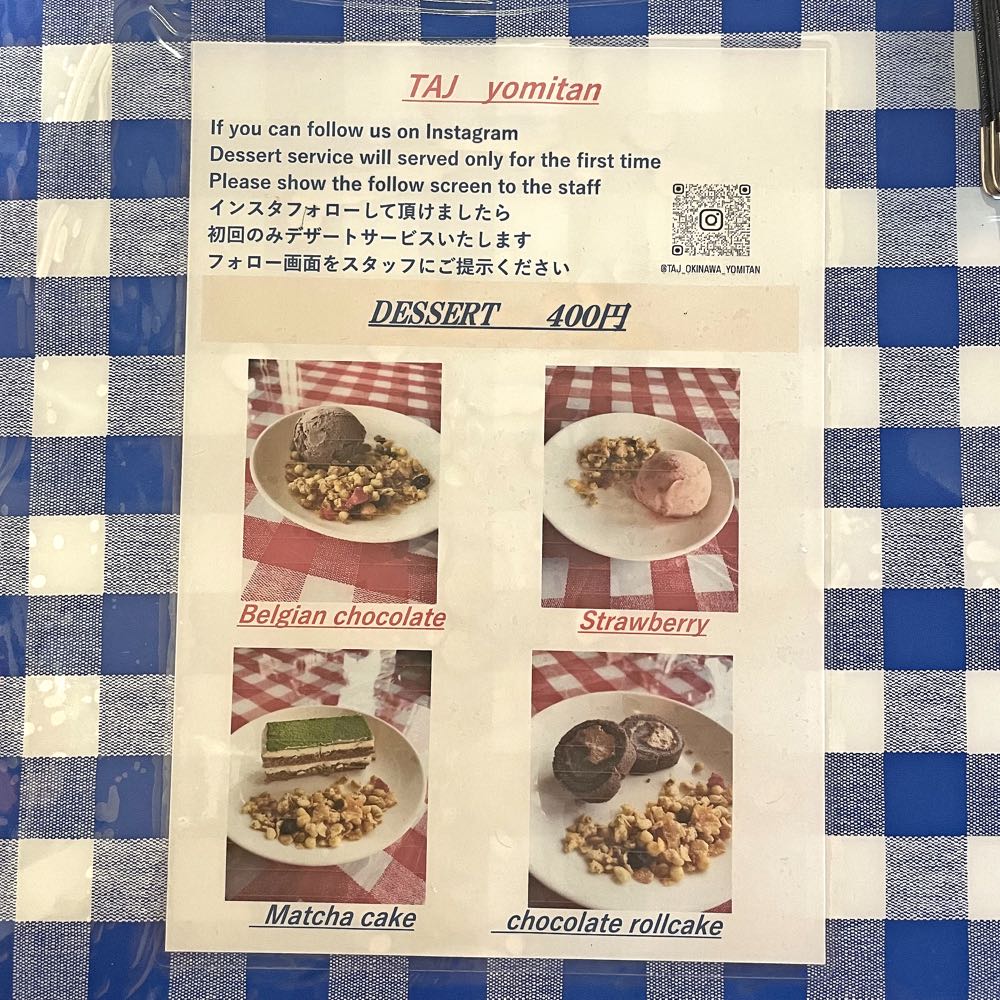 TAJ yomitan
If you can follow us on Instagram
Dessert service will served only for the first time
Please show the follow screen to the staff
インスタフォローして頂けましたら
初回のみデザートサービスいたします
フォロー画面をスタッフにご提示ください
@TAJ_OKINAWA_YOMITAN
DESSERT 400円
Belgian chocolate
Strawberry
Matcha cake
chocolate rollcake